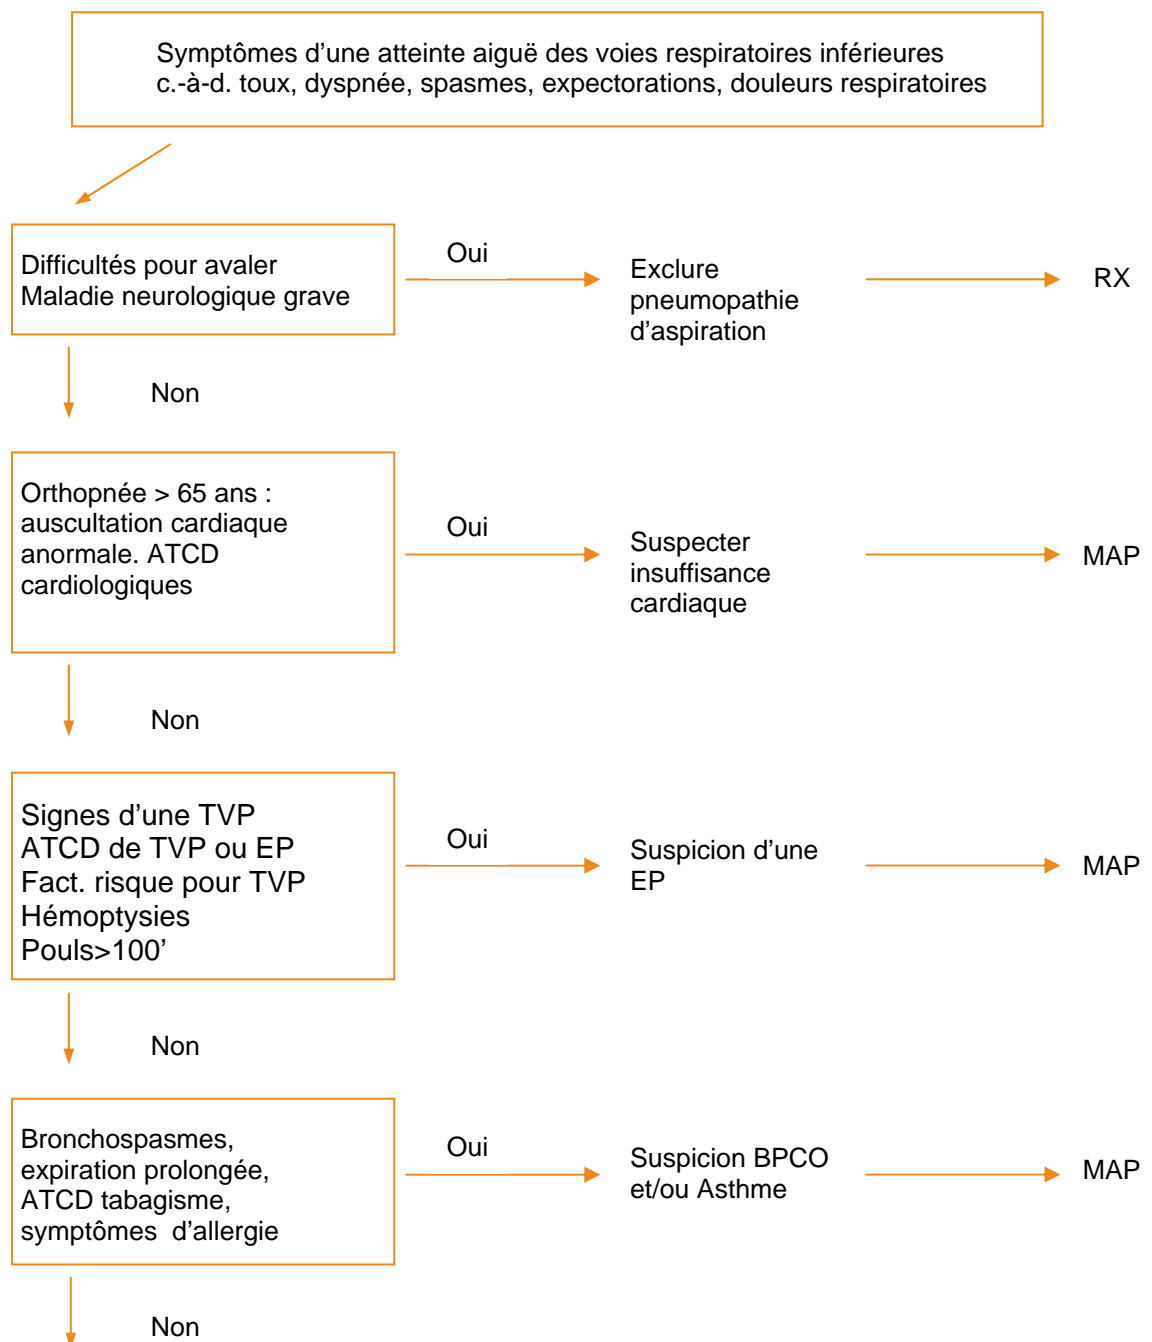 Symptômes d’une atteinte aiguë des voies respiratoires inférieures
c.-à-d. toux, dyspnée, spasmes, expectorations, douleurs respiratoires
Difficultés pour avaler
Maladie neurologique grave
Oui
Exclure
pneumopathie
d’aspiration
RX
Non
Orthopnée > 65 ans :
auscultation cardiaque
anormale. ATCD
cardiologiques
Oui
Suspecter
insuffisance
cardiaque
MAP
Non
Signes d’une TVP
ATCD de TVP ou EP
Fact. risque pour TVP
Hémoptysies
Pouls>100’
Oui
Suspicion d’une
EP
MAP
Non
Bronchospasmes,
expiration prolongée,
ATCD tabagisme,
symptômes  d’allergie
Oui
Suspicion BPCO
et/ou Asthme
MAP
Non